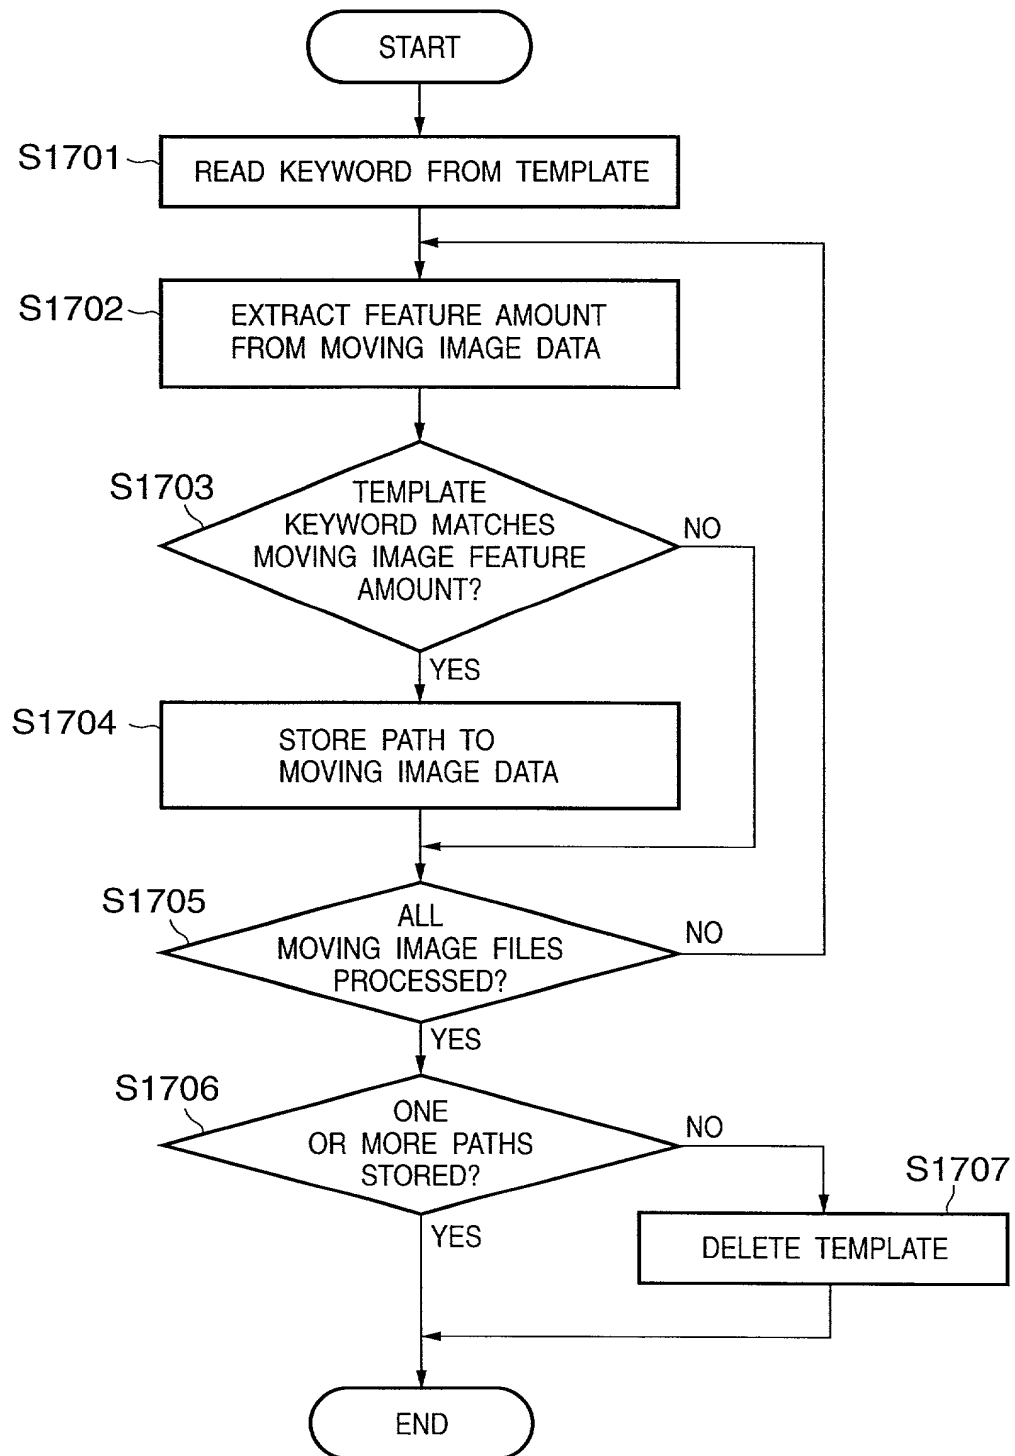 START
S1701
READ KEYWORD FROM TEMPLATE
S1702
EXTRACT FEATURE AMOUNT
FROM MOVING IMAGE DATA
S1703
TEMPLATE
KEYWORD MATCHES
MOVING IMAGE FEATURE
AMOUNT?
NO
YES
S1704
STORE PATH TO
MOVING IMAGE DATA
S1705
ALL
MOVING IMAGE FILES
PROCESSED?
NO
YES
S1706
ONE
OR MORE PATHS
STORED?
NO
YES
S1707
DELETE TEMPLATE
END